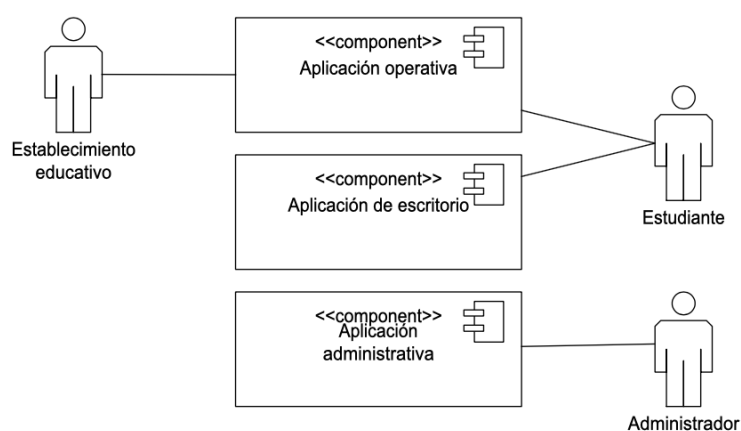 <<component>>
Aplicación operativa
Establecimiento
educativo
<<component>>
Aplicación de escritorio
Estudiante
<<component>>
Aplicación
administrativa
Administrador